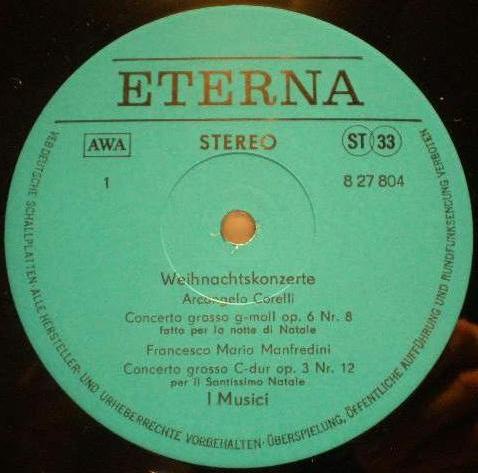 ETERNA
AWA
STEREO
ST 33
1
8 27 804
Weihnachtskonzerte
Arcangelo Corelli
Concerto grosso g-moll op. 6 Nr. 8
fatto per la notte di Natale
Francesco Maria Manfredini
Concerto grosso C-dur op. 3 Nr. 12
per il Santissimo Natale
I Musici
VEB DEUTSCHE SCHALLPLATTEN·ALLE HERSTELLER- UND URHEBERRECHTE VORBEHALTEN·ÜBERSPIELUNG, ÖFFENTLICHE AUFFÜHRUNG UND RUNDFUNKSENDUNG VERBOTEN